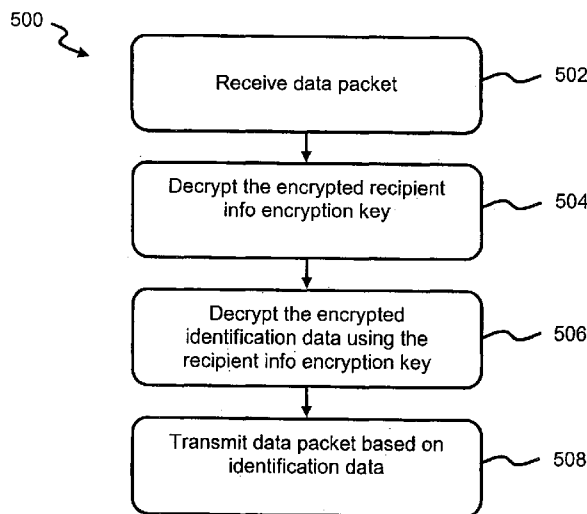 500
Receive data packet
502
Decrypt the encrypted recipient
info encryption key
504
Decrypt the encrypted
identification data using the
recipient info encryption key
506
Transmit data packet based on
identification data
508